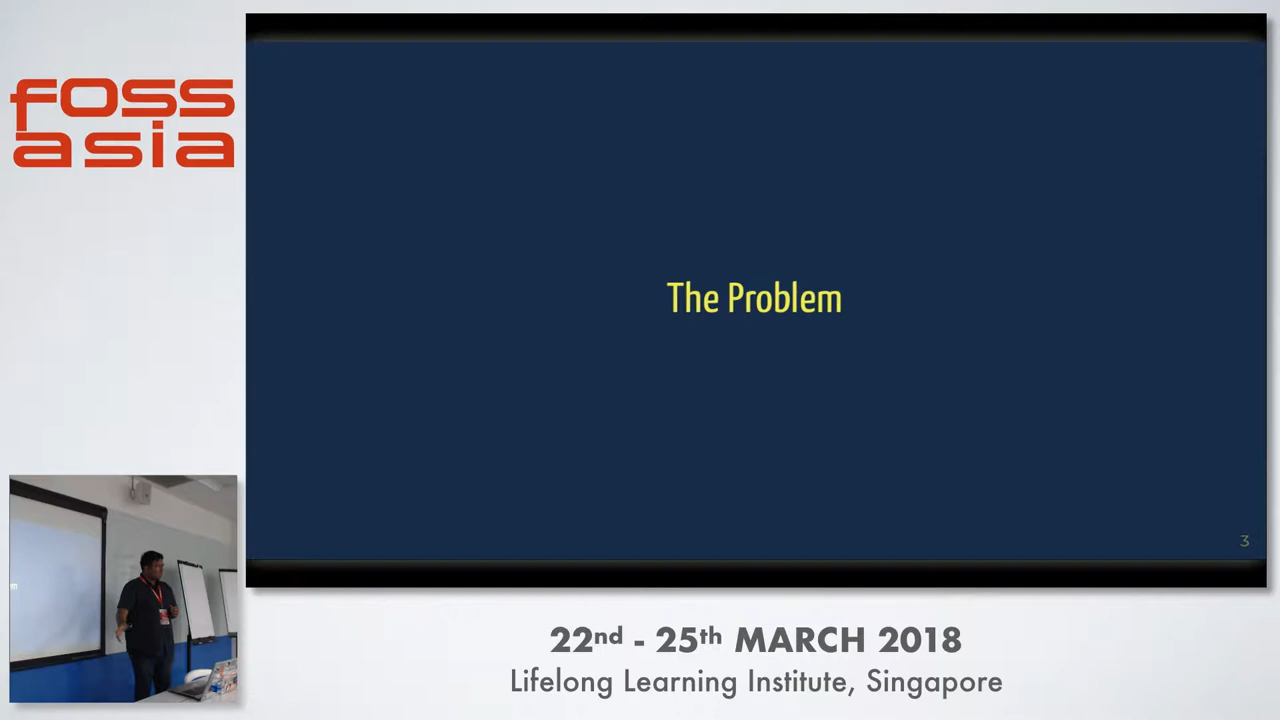 foss
asia
The Problem
3
22nd - 25th MARCH 2018
Lifelong Learning Institute, Singapore